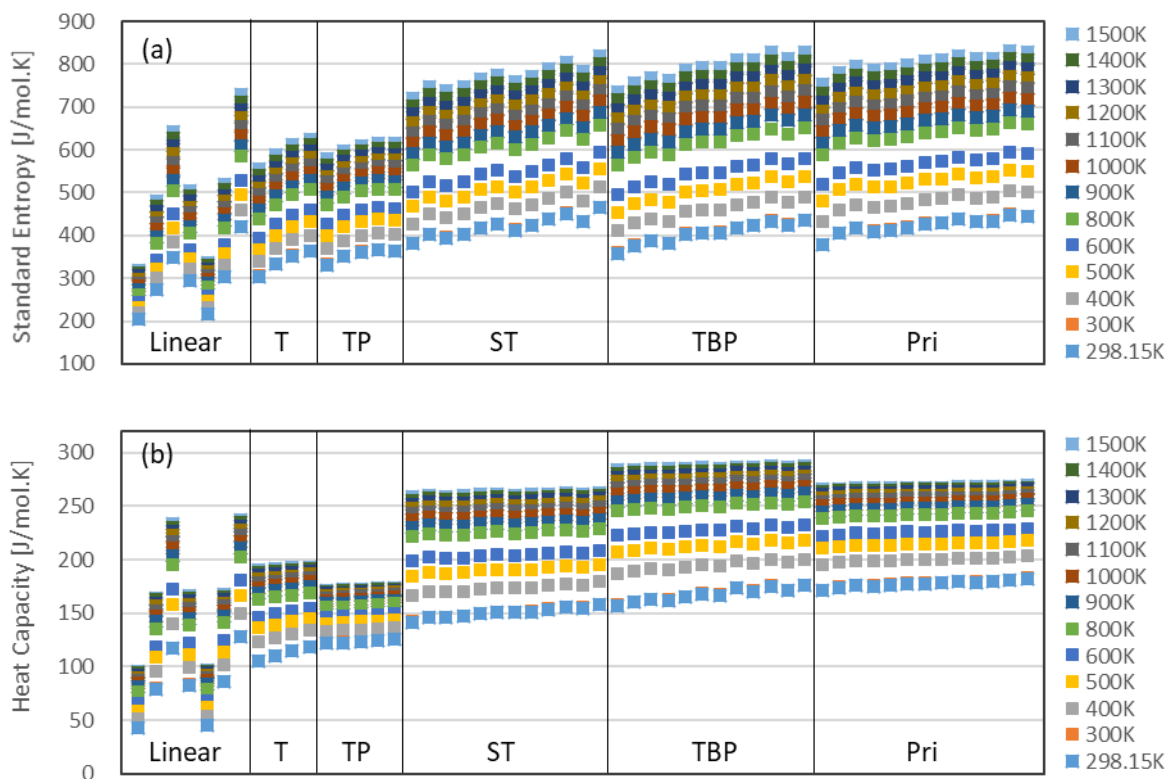 Standard Entropy [J/mol.K]
900
800
700
600
500
400
300
200
100
(a)
Linear T TP ST TBP Pri
1500K
1400K
1300K
1200K
1100K
1000K
900K
800K
600K
500K
400K
300K
298.15K
Heat Capacity [J/mol.K]
300
250
200
150
100
50
0
(b)
Linear T TP ST TBP Pri
1500K
1400K
1300K
1200K
1100K
1000K
900K
800K
600K
500K
400K
300K
298.15K